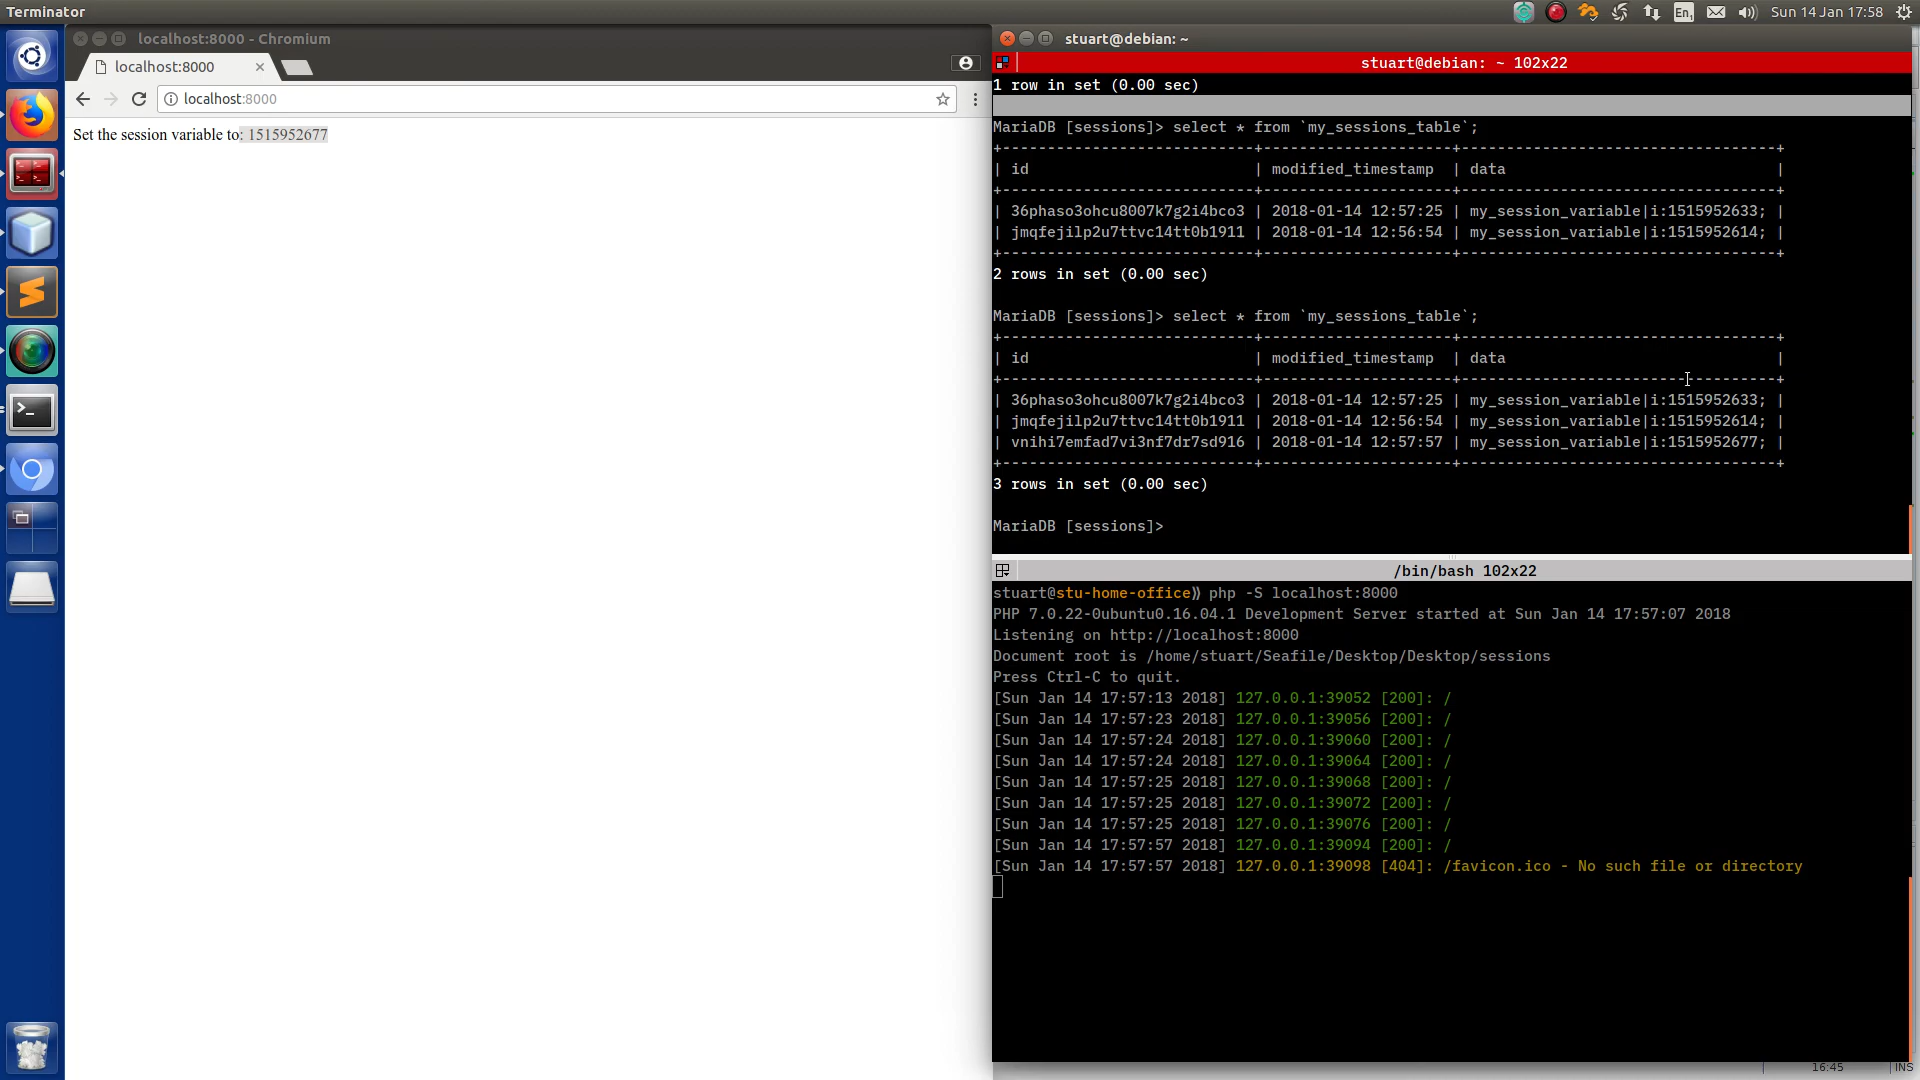 Terminator
En1
Sun 14 Jan 17:58
localhost:8000 - Chromium
localhost:8000
localhost:8000
Set the session variable to: 1515952677
stuart@debian: ~
stuart@debian: ~ 102x22
1 row in set (0.00 sec)
MariaDB [sessions]> select * from `my_sessions_table`;
+----------------------------+---------------------+-----------------------------------+
| id                         | modified_timestamp  | data                              |
+----------------------------+---------------------+-----------------------------------+
| 36phaso3ohcu8007k7g2i4bco3 | 2018-01-14 12:57:25 | my_session_variable|i:1515952633; |
| jmqfejilp2u7ttvc14tt0b1911 | 2018-01-14 12:56:54 | my_session_variable|i:1515952614; |
+----------------------------+---------------------+-----------------------------------+
2 rows in set (0.00 sec)
MariaDB [sessions]> select * from `my_sessions_table`;
+----------------------------+---------------------+-----------------------------------+
| id                         | modified_timestamp  | data                              |
+----------------------------+---------------------+-----------------------------------+
| 36phaso3ohcu8007k7g2i4bco3 | 2018-01-14 12:57:25 | my_session_variable|i:1515952633; |
| jmqfejilp2u7ttvc14tt0b1911 | 2018-01-14 12:56:54 | my_session_variable|i:1515952614; |
| vnihi7emfad7vi3nf7dr7sd916 | 2018-01-14 12:57:57 | my_session_variable|i:1515952677; |
+----------------------------+---------------------+-----------------------------------+
3 rows in set (0.00 sec)
MariaDB [sessions]>
/bin/bash 102x22
stuart@stu-home-office⟫ php -S localhost:8000
PHP 7.0.22-0ubuntu0.16.04.1 Development Server started at Sun Jan 14 17:57:07 2018
Listening on http://localhost:8000
Document root is /home/stuart/Seafile/Desktop/Desktop/sessions
Press Ctrl-C to quit.
[Sun Jan 14 17:57:13 2018] 127.0.0.1:39052 [200]: /
[Sun Jan 14 17:57:23 2018] 127.0.0.1:39056 [200]: /
[Sun Jan 14 17:57:24 2018] 127.0.0.1:39060 [200]: /
[Sun Jan 14 17:57:24 2018] 127.0.0.1:39064 [200]: /
[Sun Jan 14 17:57:25 2018] 127.0.0.1:39068 [200]: /
[Sun Jan 14 17:57:25 2018] 127.0.0.1:39072 [200]: /
[Sun Jan 14 17:57:25 2018] 127.0.0.1:39076 [200]: /
[Sun Jan 14 17:57:57 2018] 127.0.0.1:39094 [200]: /
[Sun Jan 14 17:57:57 2018] 127.0.0.1:39098 [404]: /favicon.ico - No such file or directory
16:45
INS